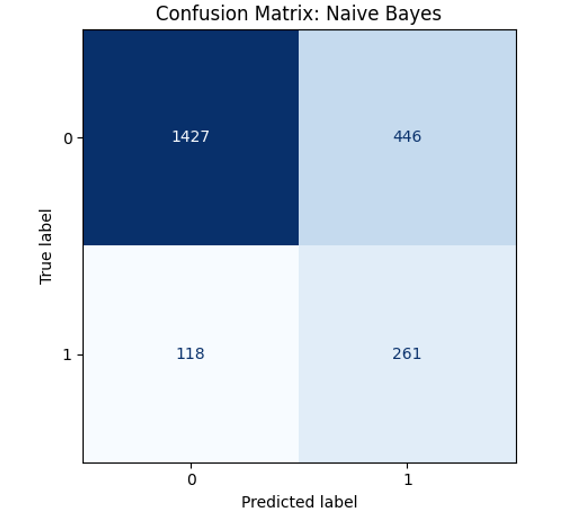 Confusion Matrix: Naive Bayes
0
1427
446
True label
1
118
261
0
1
Predicted label